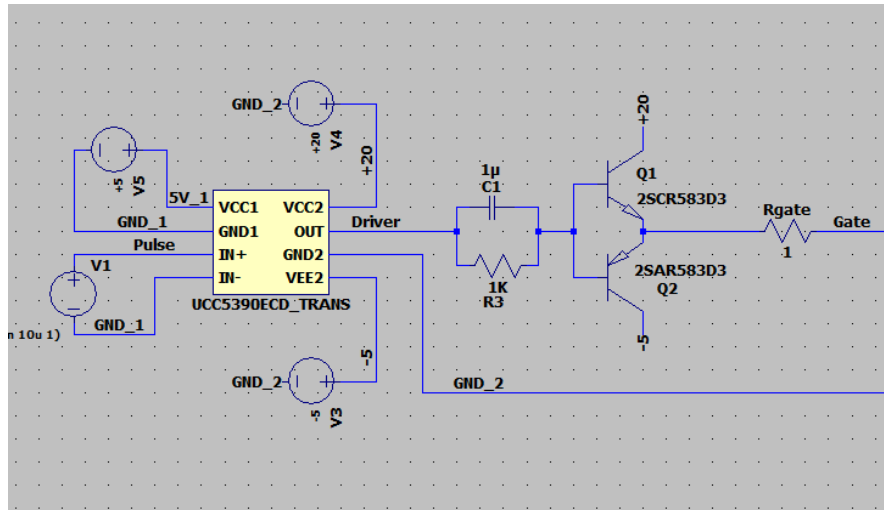 GND_2
+20
V4
+20
+5
V5
5V_1
GND_1
Pulse
V1
GND_1
n 10u 1)
VCC1
GND1
IN+
IN-
VCC2
OUT
GND2
VEE2
UCC5390ECD_TRANS
Driver
-5
GND_2
-5
V3
GND_2
1µ
C1
1K
R3
+20
Q1
2SCR583D3
2SAR583D3
Q2
-5
Rgate
1
Gate